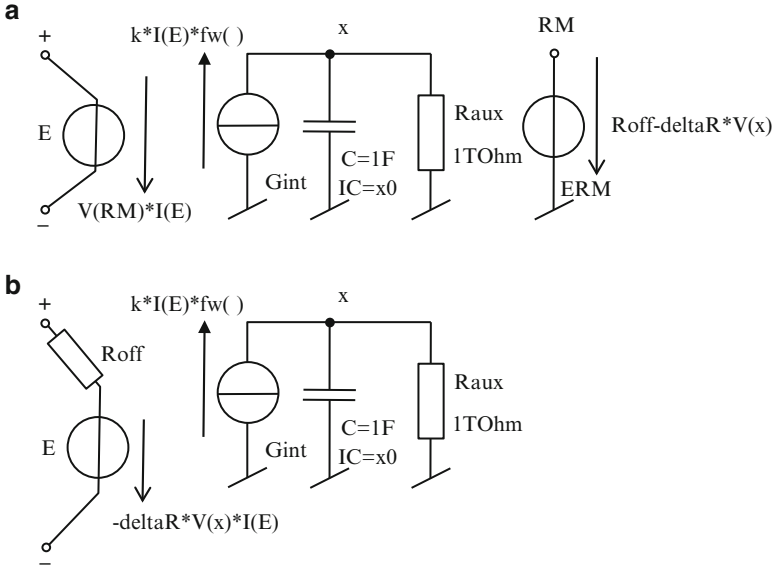 a
+
k*I(E)*fw( )
x
RM
E
Raux
Roff-deltaR*V(x)
C=1F
1TOhm
Gint
IC=x0
ERM
−
V(RM)*I(E)
b
+
k*I(E)*fw( )
x
Roff
Raux
E
C=1F
1TOhm
Gint
IC=x0
-deltaR*V(x)*I(E)
−